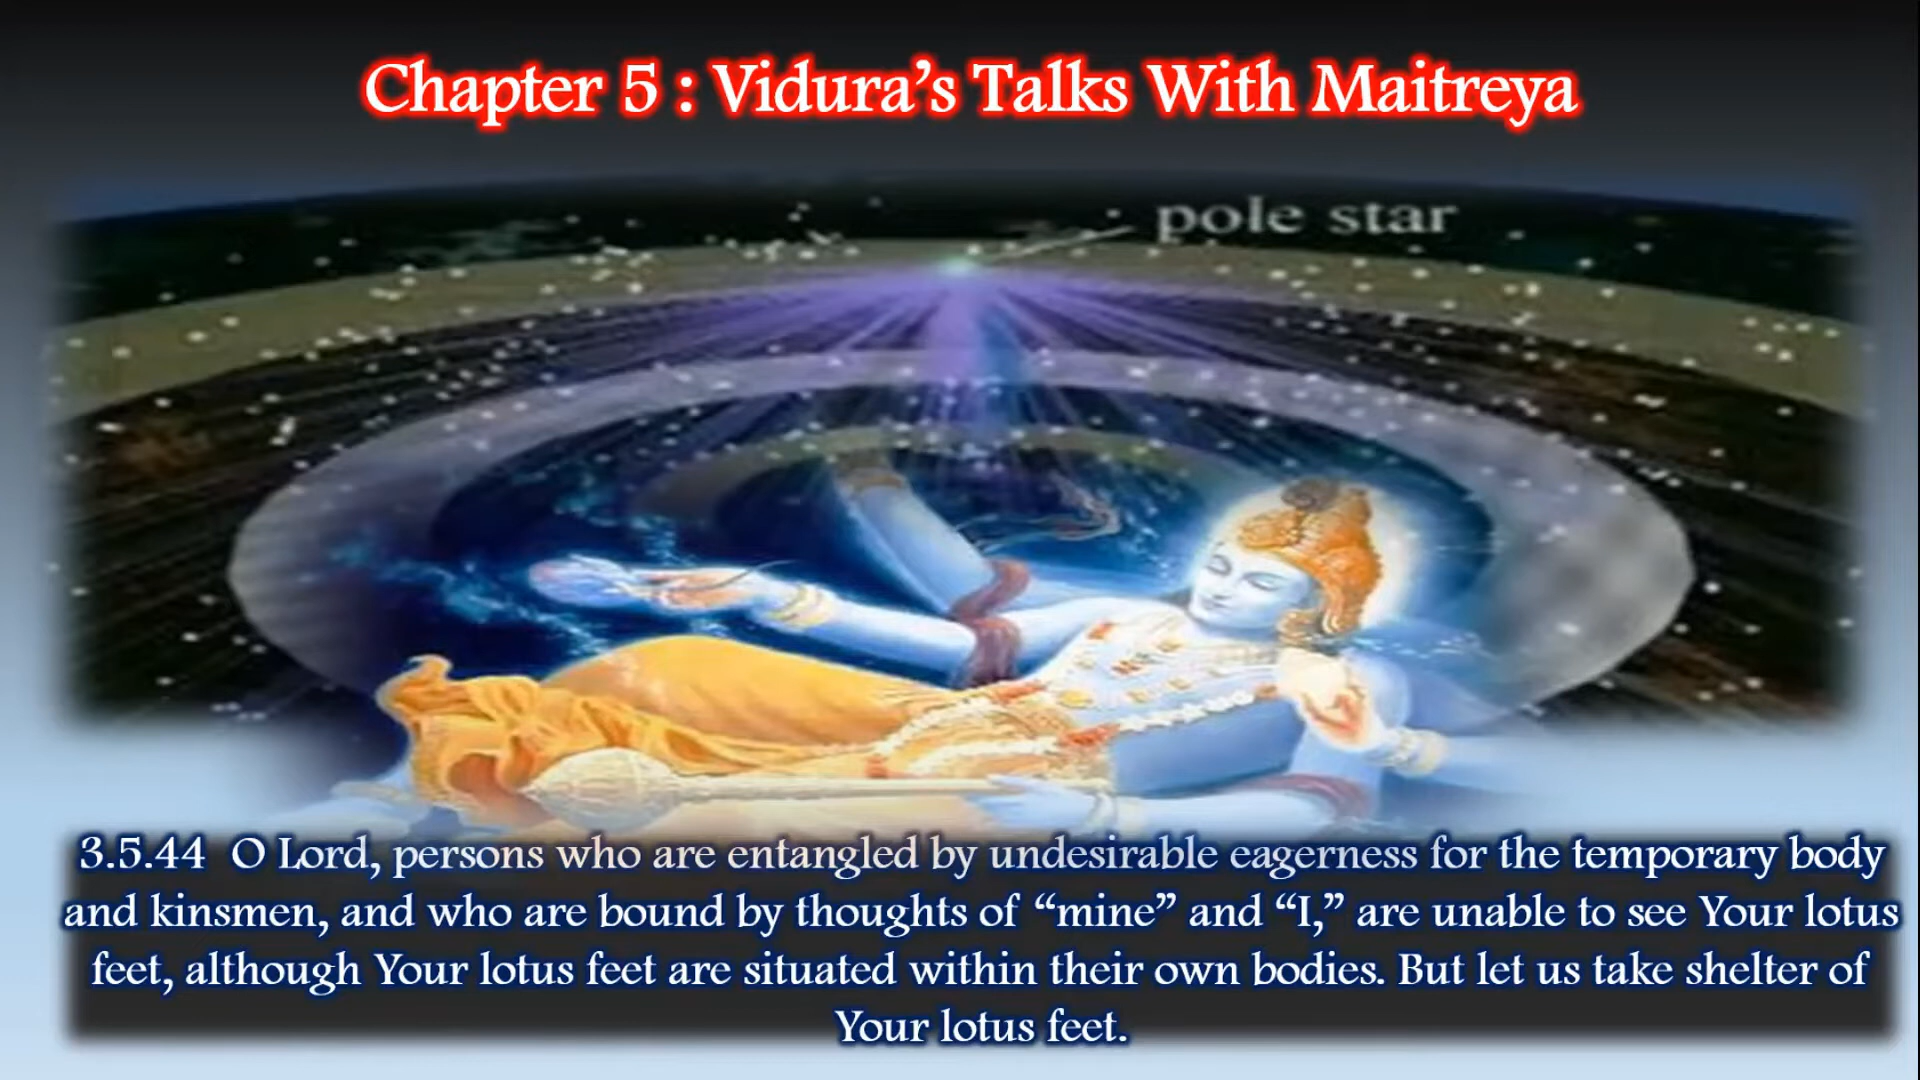 Chapter 5 : Vidura’s Talks With Maitreya
pole star
3.5.44 O Lord, persons who are entangled by undesirable eagerness for the temporary body
and kinsmen, and who are bound by thoughts of “mine” and “I,” are unable to see Your lotus
feet, although Your lotus feet are situated within their own bodies. But let us take shelter of
Your lotus feet.